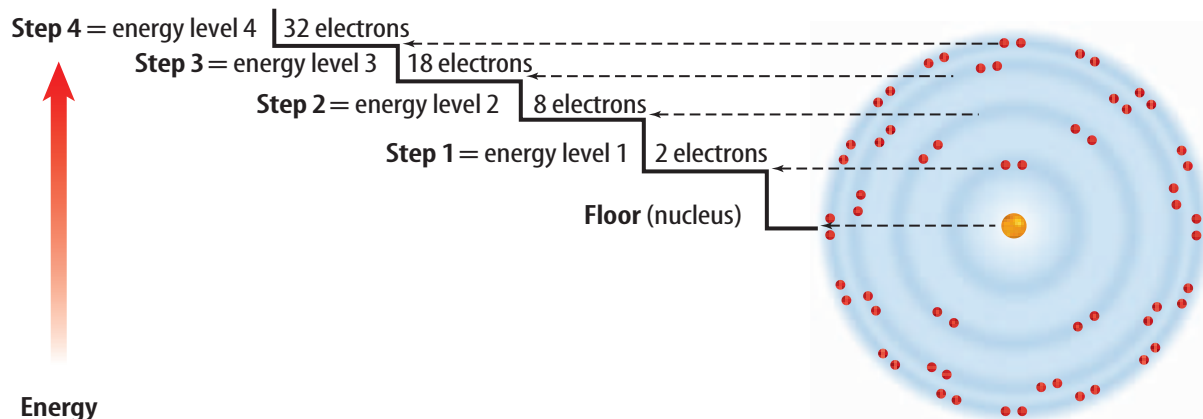 Step 4 = energy level 4 32 electrons
Step 3 = energy level 3 18 electrons
Step 2 = energy level 2 8 electrons
Step 1 = energy level 1 2 electrons
Floor (nucleus)
Energy